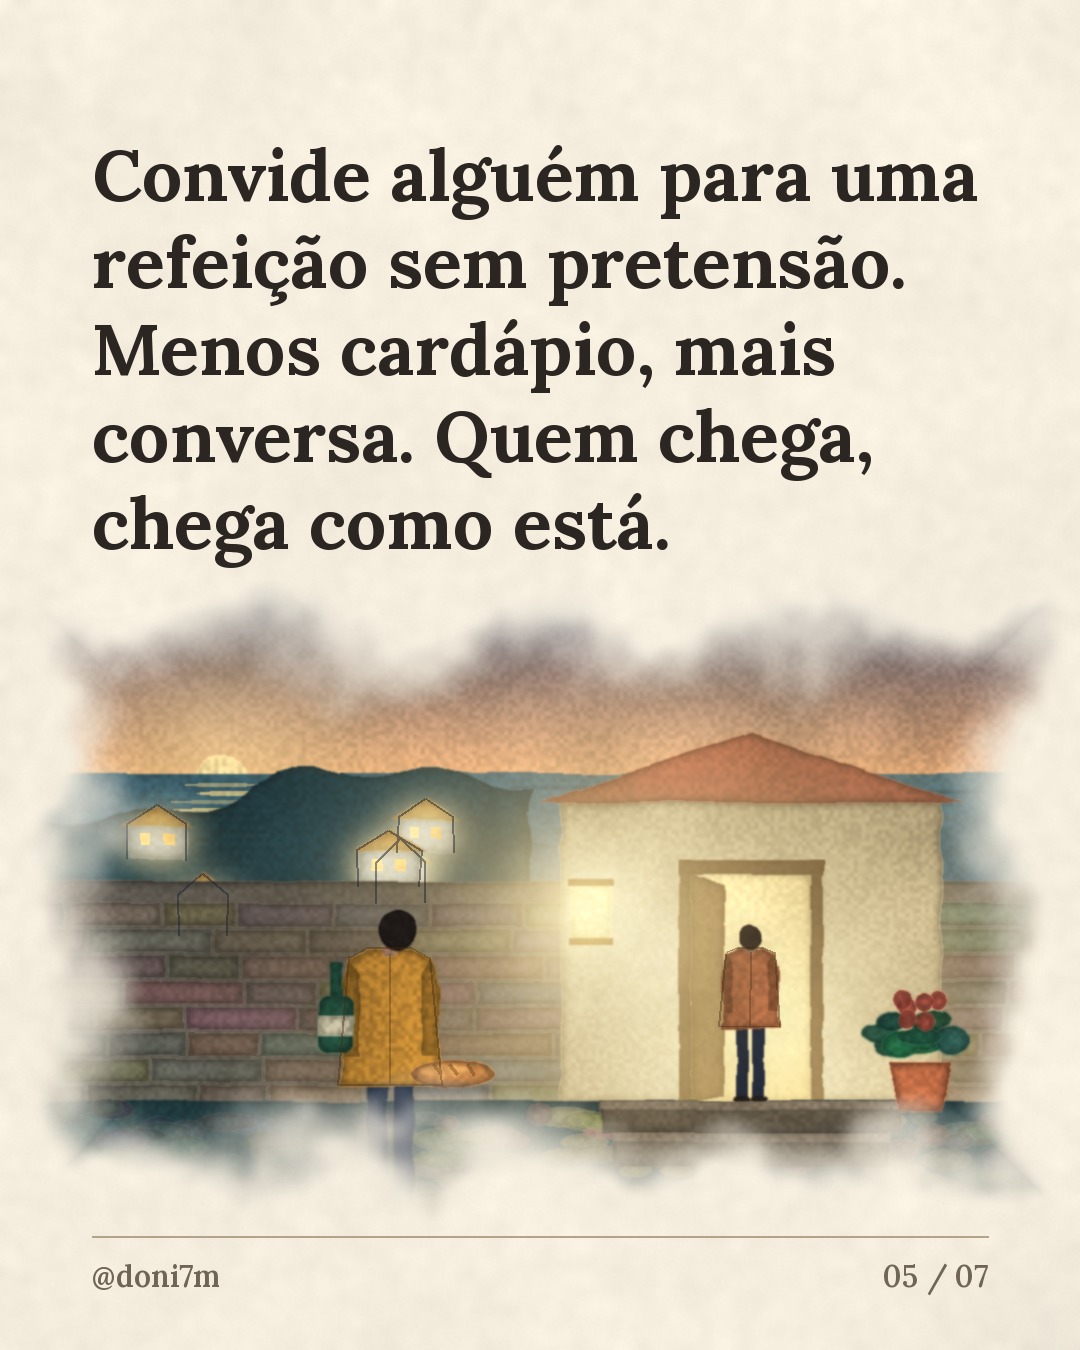 Convide alguém para uma
refeição sem pretensão.
Menos cardápio, mais
conversa. Quem chega,
chega como está.
@doni7m
05 / 07